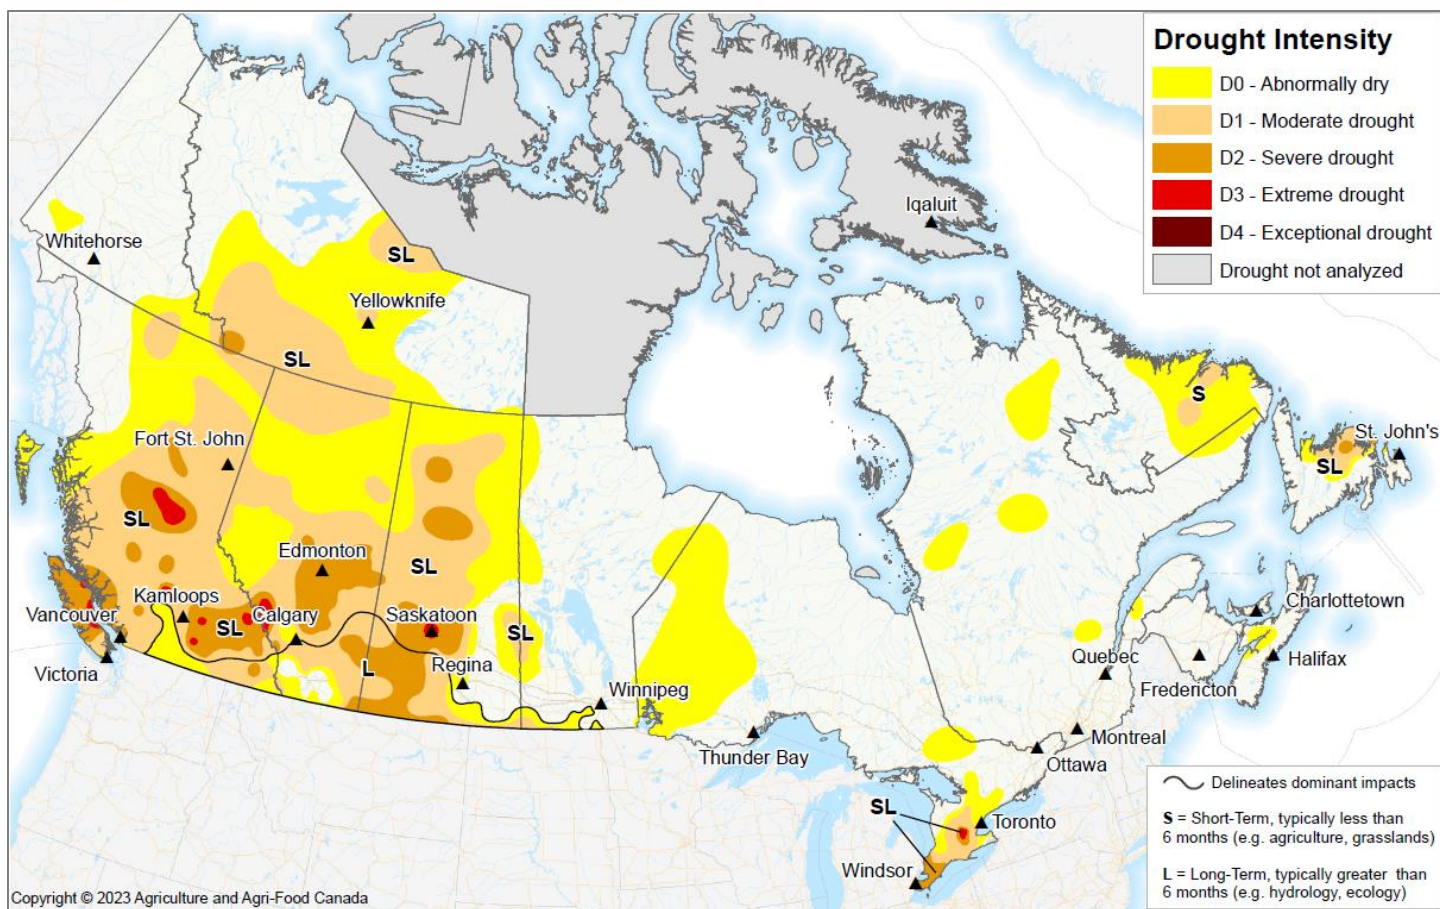 Drought Intensity
D0 - Abnormally dry
D1 - Moderate drought
D2 - Severe drought
D3 - Extreme drought
D4 - Exceptional drought
Drought not analyzed
Iqaluit
Whitehorse
SL
Yellowknife
SL
S
Fort St. John
St. John's
SL
SL
Edmonton
SL
Kamloops
Charlottetown
Vancouver
Calgary
Saskatoon
SL
SL
Victoria
L
Regina
Quebec
Halifax
Fredericton
Winnipeg
Montreal
Thunder Bay
Ottawa
SL
Toronto
Windsor
Delineates dominant impacts
S = Short-Term, typically less than
6 months (e.g. agriculture, grasslands)
L = Long-Term, typically greater than
6 months (e.g. hydrology, ecology)
Copyright © 2023 Agriculture and Agri-Food Canada